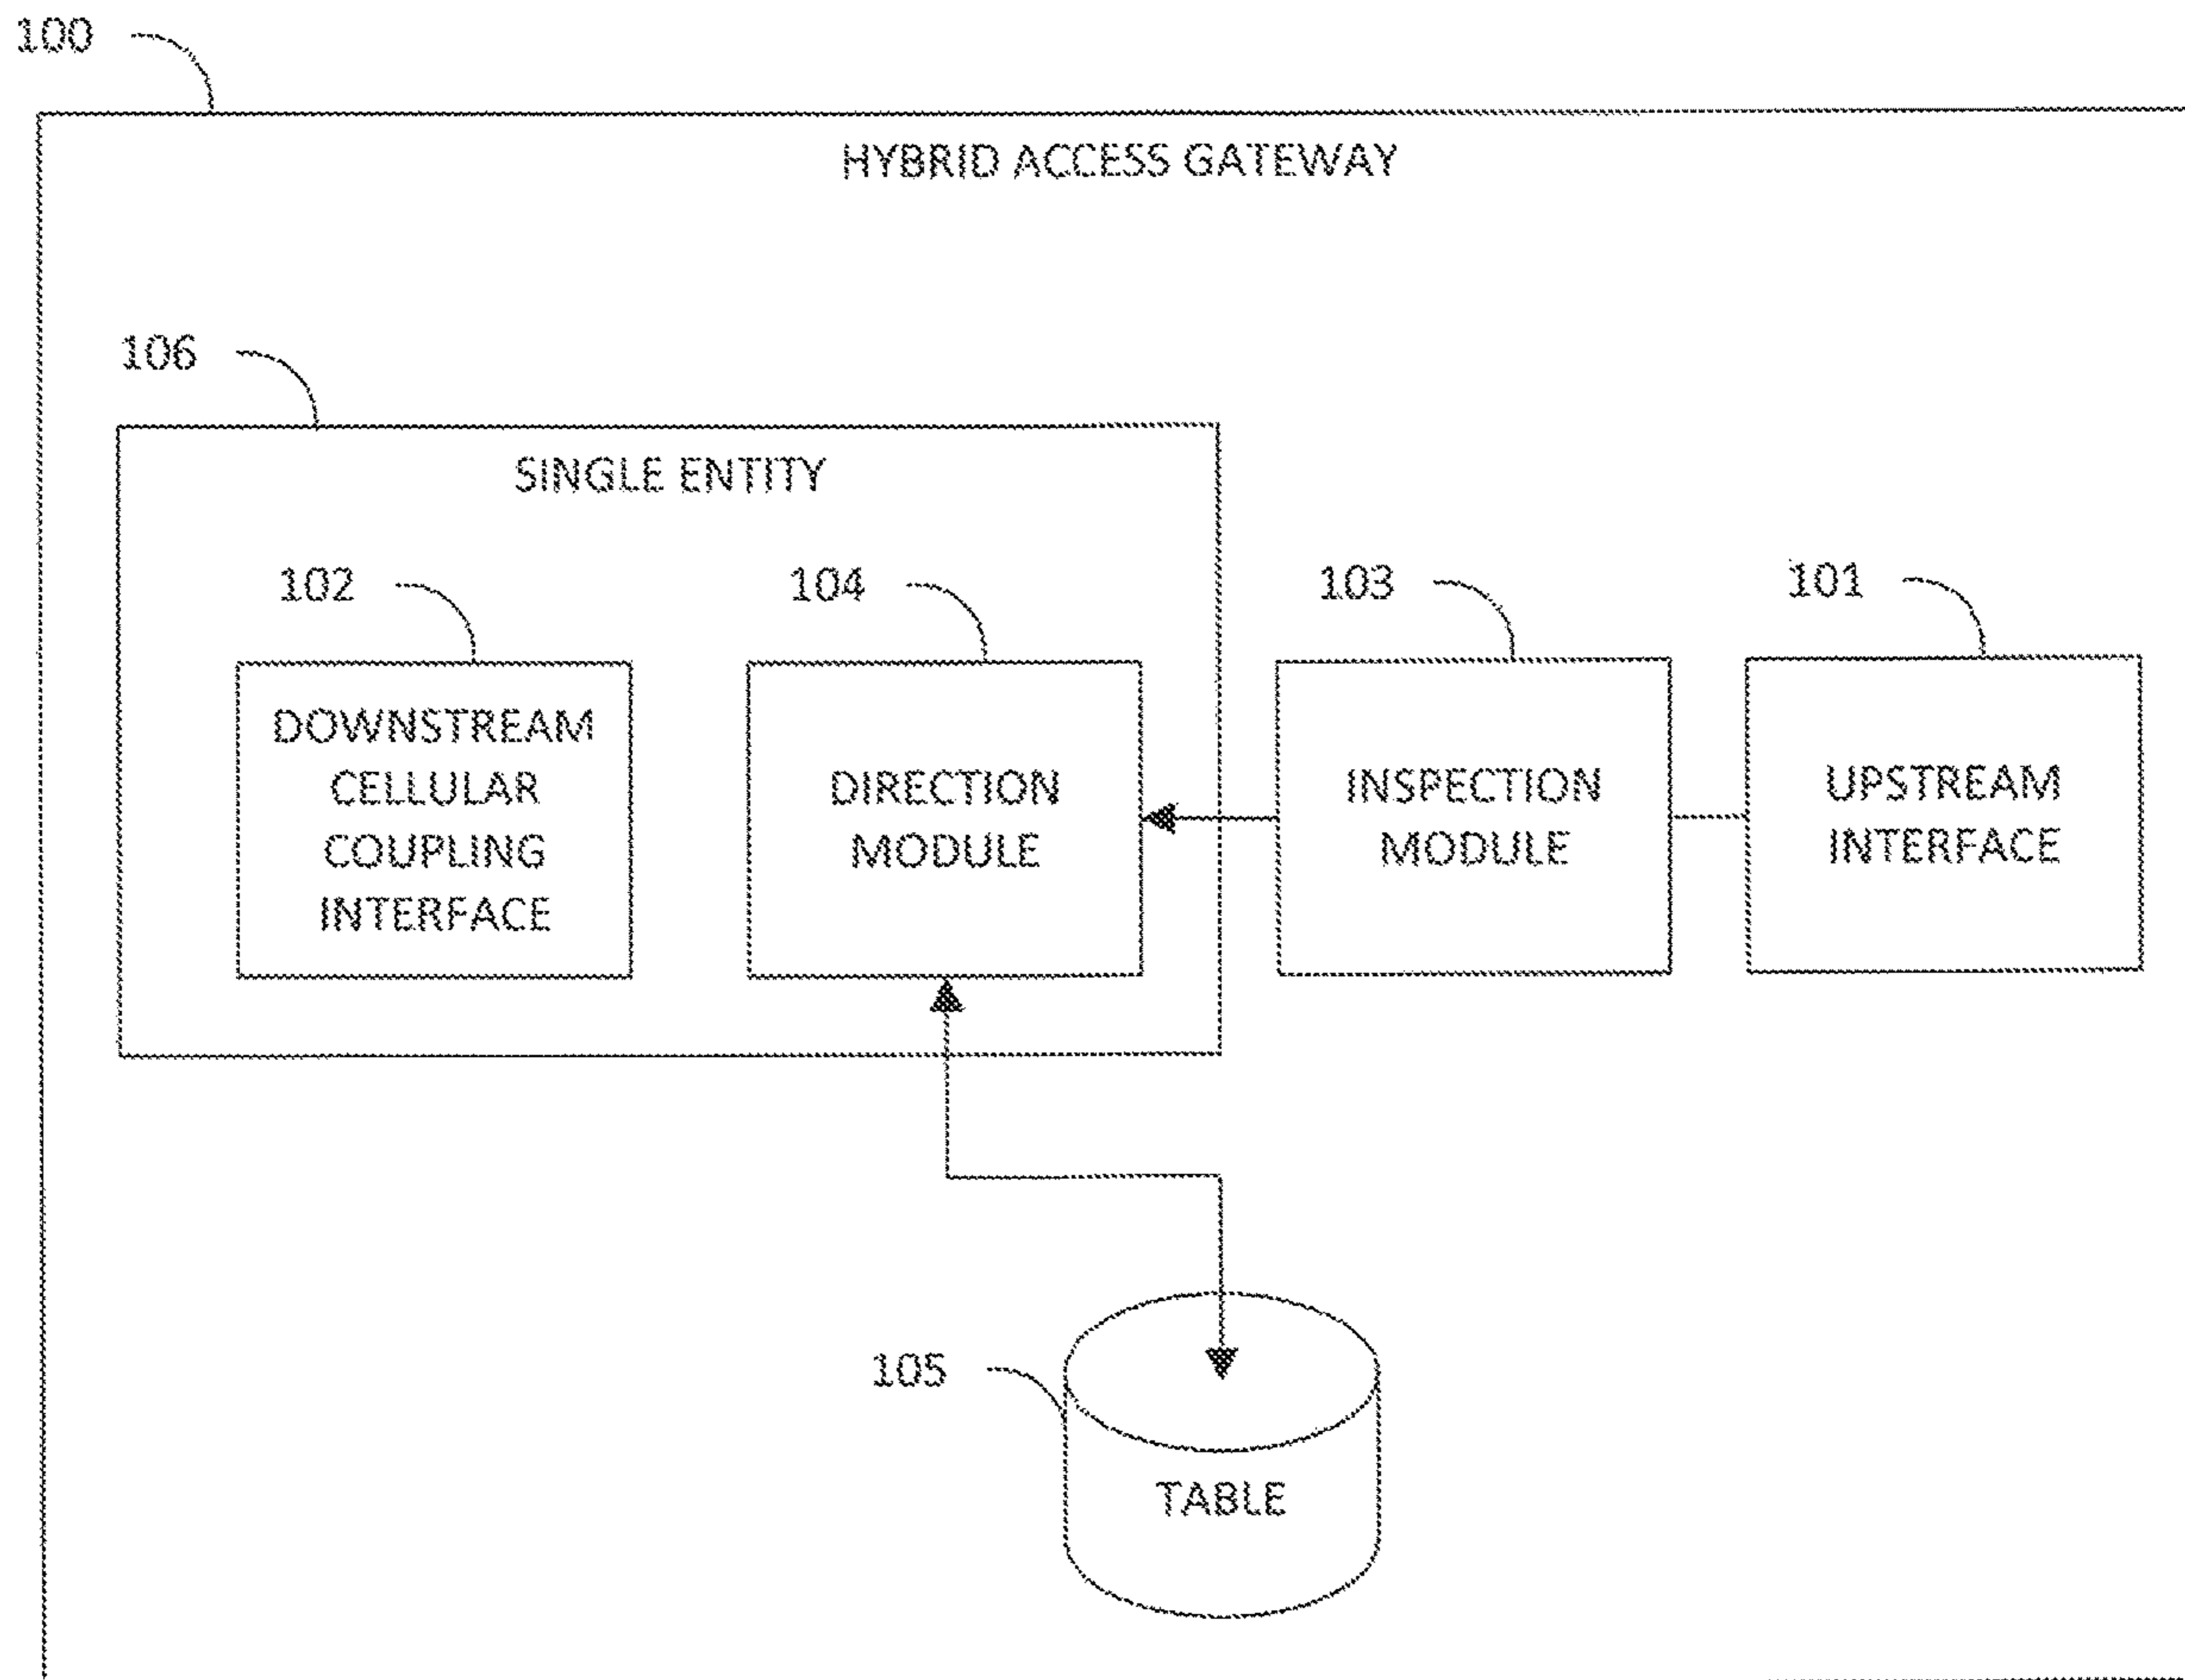 100
HYBRID ACCESS GATEWAY
106
SINGLE ENTITY
102
104
103
101
DOWNSTREAM
CELLULAR
COUPLING
INTERFACE
DIRECTION
MODULE
INSPECTION
MODULE
UPSTREAM
INTERFACE
105
TABLE